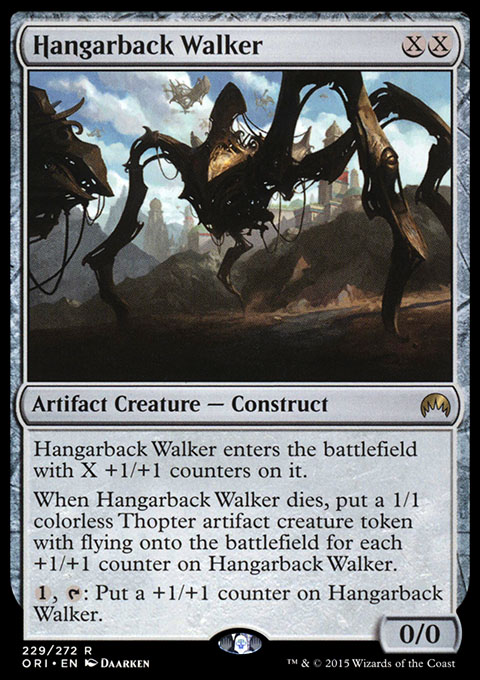 Hangarback Walker XX
Artifact Creature — Construct
Hangarback Walker enters the battlefield
with X +1/+1 counters on it.
When Hangarback Walker dies, put a 1/1
colorless Thopter artifact creature token
with flying onto the battlefield for each
+1/+1 counter on Hangarback Walker.
1, T: Put a +1/+1 counter on Hangarback
Walker.
0/0
229/272 R
ORI • EN Daarken ™ & © 2015 Wizards of the Coast